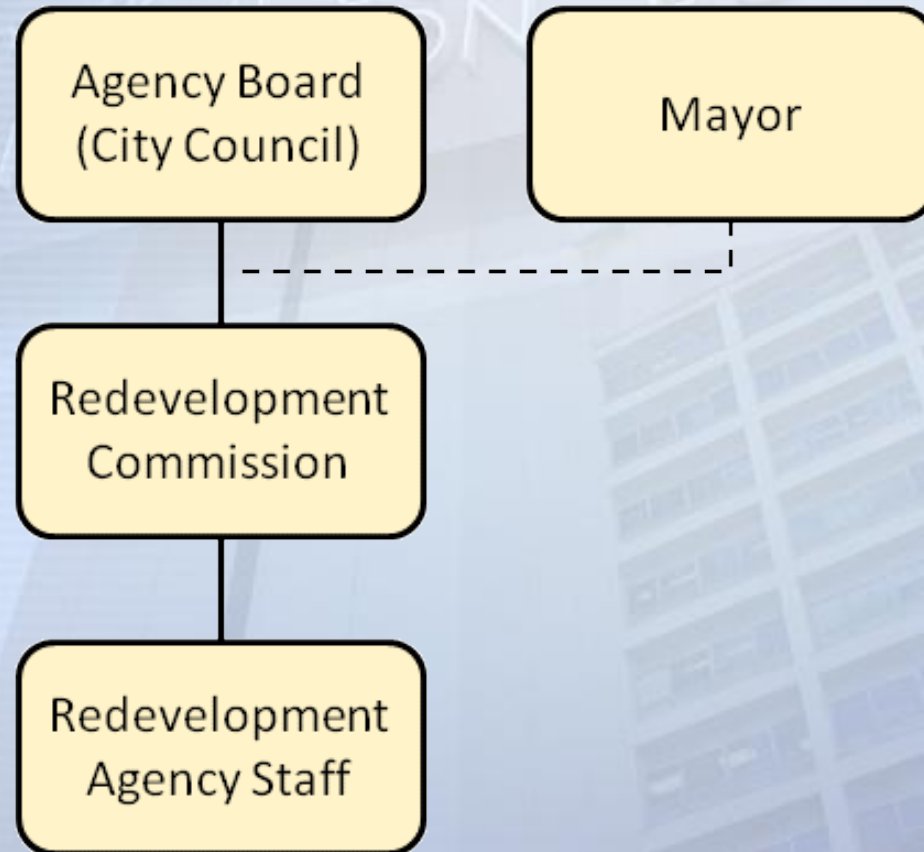 Agency Board
(City Council)
Mayor
Redevelopment
Commission
Redevelopment
Agency Staff